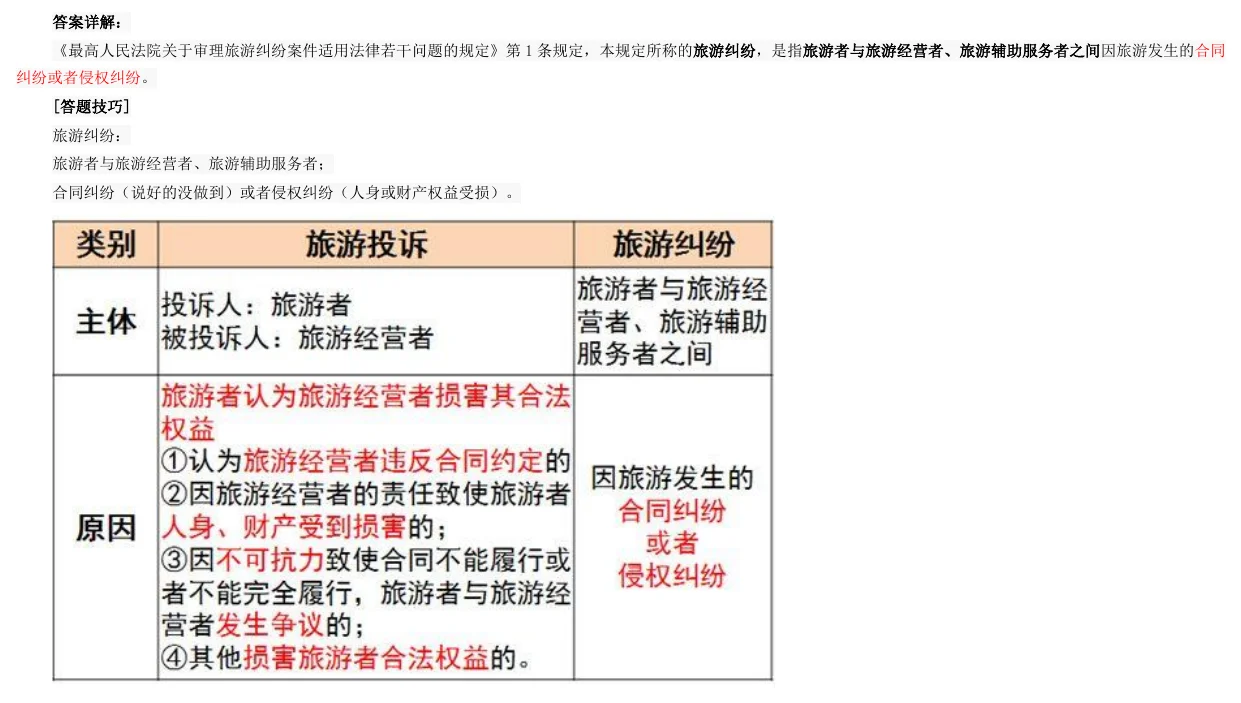 答案详解：
《最高人民法院关于审理旅游纠纷案件适用法律若干问题的规定》第 1 条规定，本规定所称的旅游纠纷，是指旅游者与旅游经营者、旅游辅助服务者之间因旅游发生的合同
纠纷或者侵权纠纷。
[答题技巧]
旅游纠纷：
旅游者与旅游经营者、旅游辅助服务者；
合同纠纷（说好的没做到）或者侵权纠纷（人身或财产权益受损）。
类别 旅游投诉 旅游纠纷
主体
投诉人：旅游者
被投诉人：旅游经营者
旅游者与旅游经
营者、旅游辅助
服务者之间
原因
旅游者认为旅游经营者损害其合法
权益
①认为旅游经营者违反合同约定的
②因旅游经营者的责任致使旅游者
人身、财产受到损害的；
③因不可抗力致使合同不能履行或
者不能完全履行，旅游者与旅游经
营者发生争议的；
④其他损害旅游者合法权益的。
因旅游发生的
合同纠纷
或者
侵权纠纷